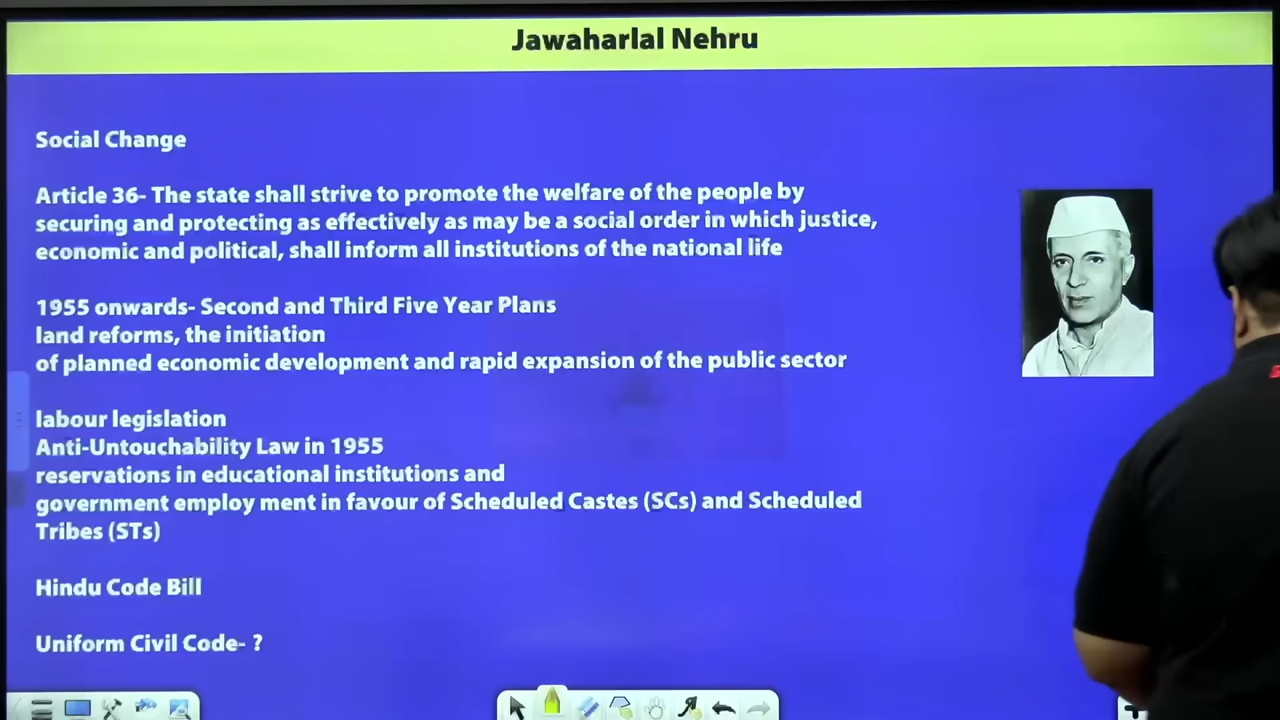 Jawaharlal Nehru
Social Change
Article 36- The state shall strive to promote the welfare of the people by
securing and protecting as effectively as may be a social order in which justice,
economic and political, shall inform all institutions of the national life
1955 onwards- Second and Third Five Year Plans
land reforms, the initiation
of planned economic development and rapid expansion of the public sector
labour legislation
Anti-Untouchability Law in 1955
reservations in educational institutions and
government employ ment in favour of Scheduled Castes (SCs) and Scheduled
Tribes (STs)
Hindu Code Bill
Uniform Civil Code- ?